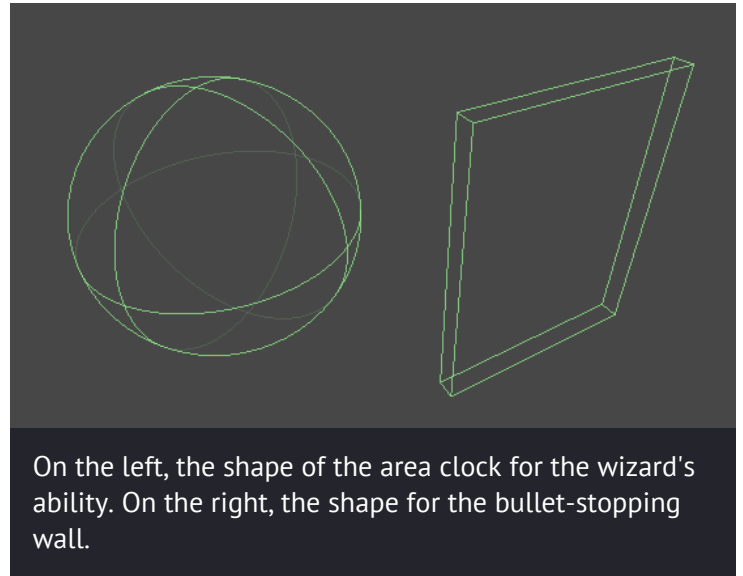 On the left, the shape of the area clock for the wizard's
ability. On the right, the shape for the bullet-stopping
wall.